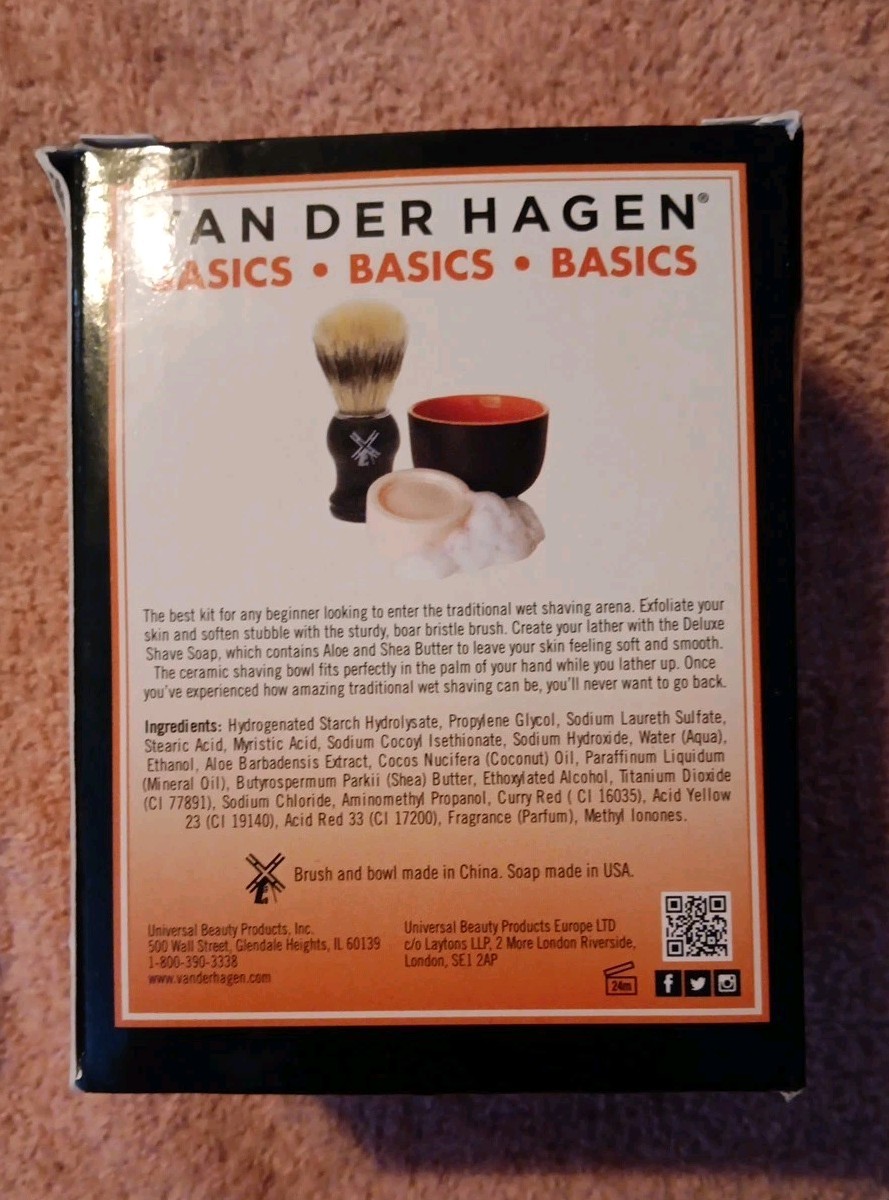 VAN DER HAGEN®
BASICS • BASICS • BASICS
The best kit for any beginner looking to enter the traditional wet shaving arena. Exfoliate your
skin and soften stubble with the sturdy, boar bristle brush. Create your lather with the Deluxe
Shave Soap, which contains Aloe and Shea Butter to leave your skin feeling soft and smooth.
The ceramic shaving bowl fits perfectly in the palm of your hand while you lather up. Once
you've experienced how amazing traditional wet shaving can be, you'll never want to go back.
Ingredients: Hydrogenated Starch Hydrolysate, Propylene Glycol, Sodium Laureth Sulfate,
Stearic Acid, Myristic Acid, Sodium Cocoyl Isethionate, Sodium Hydroxide, Water (Aqua),
Ethanol, Aloe Barbadensis Extract, Cocos Nucifera (Coconut) Oil, Paraffinum Liquidum
(Mineral Oil), Butyrospermum Parkii (Shea) Butter, Ethoxylated Alcohol, Titanium Dioxide
(CI 77891), Sodium Chloride, Aminomethyl Propanol, Curry Red ( CI 16035), Acid Yellow
23 (CI 19140), Acid Red 33 (CI 17200), Fragrance (Parfum), Methyl Ionones.
Brush and bowl made in China. Soap made in USA.
Universal Beauty Products, Inc.
500 Wall Street, Glendale Heights, IL 60139
1-800-390-3338
www.vanderhagen.com
Universal Beauty Products Europe LTD
c/o Laytons LLP, 2 More London Riverside,
London, SE1 2AP
24m